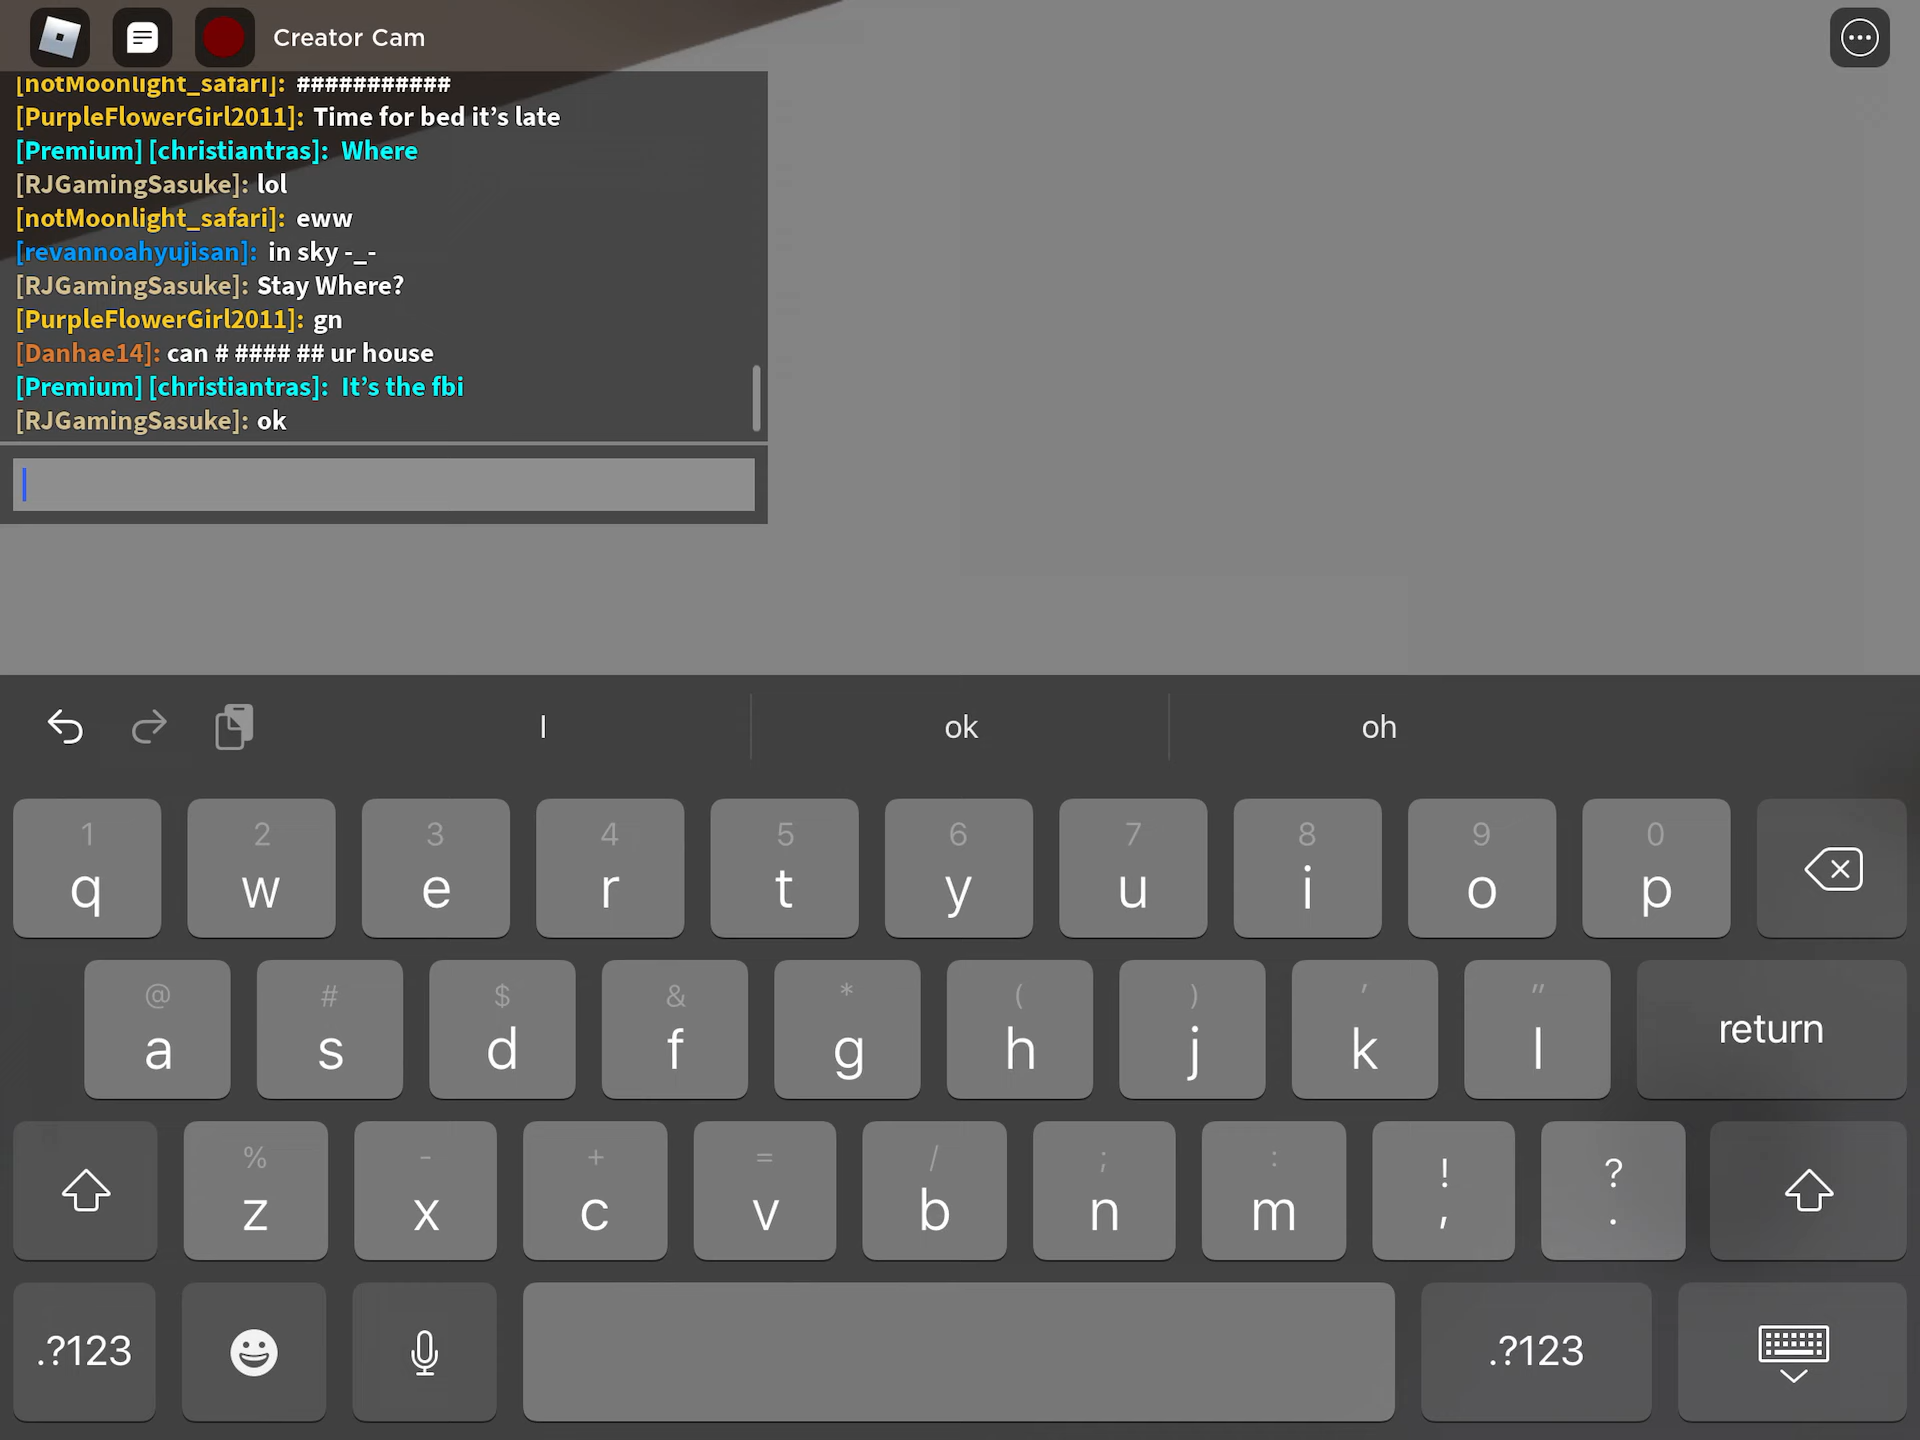 Creator Cam
[notMoonlight_safari]: ###########
[PurpleFlowerGirl2011]: Time for bed it’s late
[Premium] [christiantras]: Where
[RJGamingSasuke]: lol
[notMoonlight_safari]: eww
[revannoahyujisan]: in sky -_-
[RJGamingSasuke]: Stay Where?
[PurpleFlowerGirl2011]: gn
[Danhae14]: can # #### ## ur house
[Premium] [christiantras]: It’s the fbi
[RJGamingSasuke]: ok
I ok oh
1 2 3 4 5 6 7 8 9 0
q w e r t y u i o p
@ # $ & * ( ) ' "
a s d f g h j k l return
% - + = / ; : ! ?
z x c v b n m , .
.?123 .?123